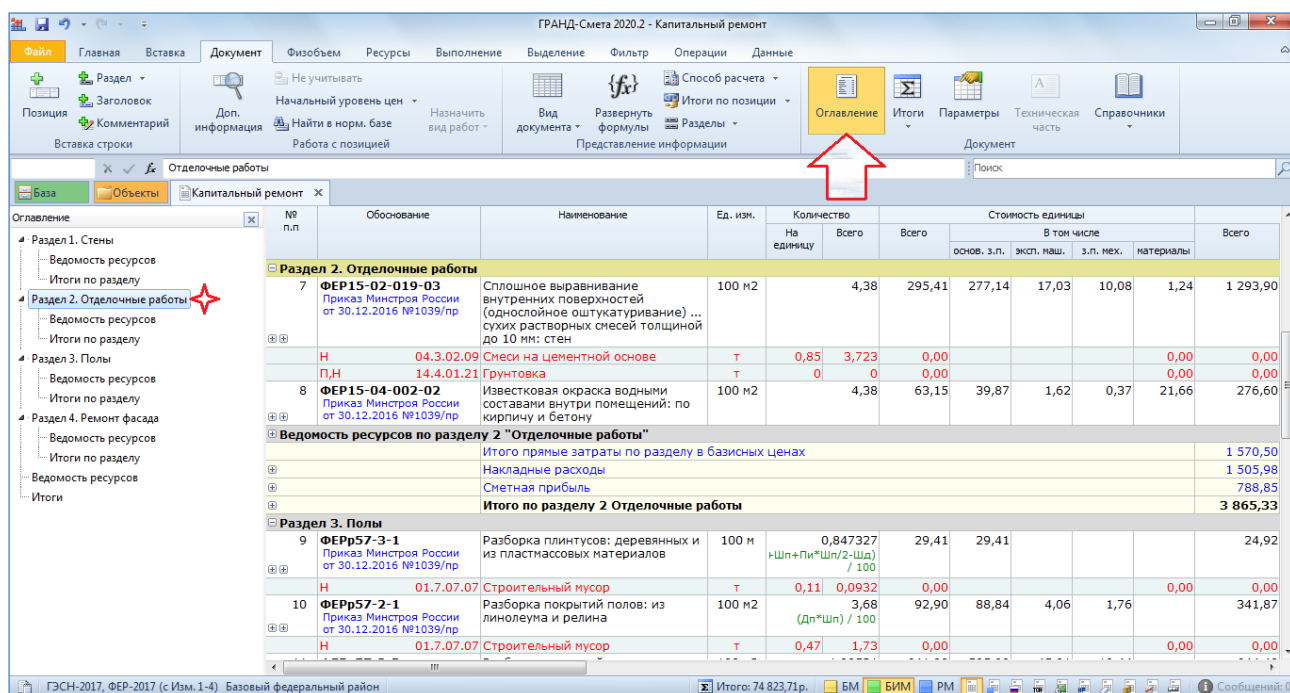 ГРАНД-Смета 2020.2 - Капитальный ремонт
Файл Главная Вставка Документ Физобъем Ресурсы Выполнение Выделение Фильтр Операции Данные
Позиция
Раздел
Заголовок
Комментарий
Вставка строки
Доп. информация
Не учитывать
Начальный уровень цен
Найти в норм. базе
Назначить вид работ
Работа с позицией
Вид документа
Развернуть формулы
Способ расчета
Итоги по позиции
Разделы
Представление информации
Оглавление
Итоги
Параметры
Техническая часть
Справочники
Документ
fx Отделочные работы
Поиск
База Объекты Капитальный ремонт
Оглавление
Раздел 1. Стены
Ведомость ресурсов
Итоги по разделу
Раздел 2. Отделочные работы
Ведомость ресурсов
Итоги по разделу
Раздел 3. Полы
Ведомость ресурсов
Итоги по разделу
Раздел 4. Ремонт фасада
Ведомость ресурсов
Итоги по разделу
Ведомость ресурсов
Итоги
№ п.п Обоснование Наименование Ед. изм. Количество Стоимость единицы Всего
На единицу Всего Всего В том числе
основ. з.п. эксп. маш. з.п. мех. материалы
Раздел 2. Отделочные работы
7 ФЕР15-02-019-03 Сплошное выравнивание 100 м2 4,38 295,41 277,14 17,03 10,08 1,24 1 293,90
Приказ Минстроя России внутренних поверхностей
от 30.12.2016 №1039/пр (однослойное оштукатуривание) ...
сухих растворных смесей толщиной
до 10 мм: стен
Н 04.3.02.09 Смеси на цементной основе т 0,85 3,723 0,00 0,00 0,00
П,Н 14.4.01.21 Грунтовка т 0 0 0,00 0,00 0,00
8 ФЕР15-04-002-02 Известковая окраска водными 100 м2 4,38 63,15 39,87 1,62 0,37 21,66 276,60
Приказ Минстроя России составами внутри помещений: по
от 30.12.2016 №1039/пр кирпичу и бетону
Ведомость ресурсов по разделу 2 "Отделочные работы"
Итого прямые затраты по разделу в базисных ценах 1 570,50
Накладные расходы 1 505,98
Сметная прибыль 788,85
Итого по разделу 2 Отделочные работы 3 865,33
Раздел 3. Полы
9 ФЕРр57-3-1 Разборка плинтусов: деревянных и 100 м 0,847327 29,41 29,41 24,92
Приказ Минстроя России из пластмассовых материалов +Шп+Пи*Шп/2-Шд)
от 30.12.2016 №1039/пр / 100
Н 01.7.07.07 Строительный мусор т 0,11 0,0932 0,00 0,00 0,00
10 ФЕРр57-2-1 Разборка покрытий полов: из 100 м2 3,68 92,90 88,84 4,06 1,76 341,87
Приказ Минстроя России линолеума и релина (Дп*Шп) / 100
от 30.12.2016 №1039/пр
Н 01.7.07.07 Строительный мусор т 0,47 1,73 0,00 0,00 0,00
ГЭСН-2017, ФЕР-2017 (с Изм.1-4) Базовый федеральный район Итого: 74 823,71р. БМ БИМ РМ Сообщений: 0